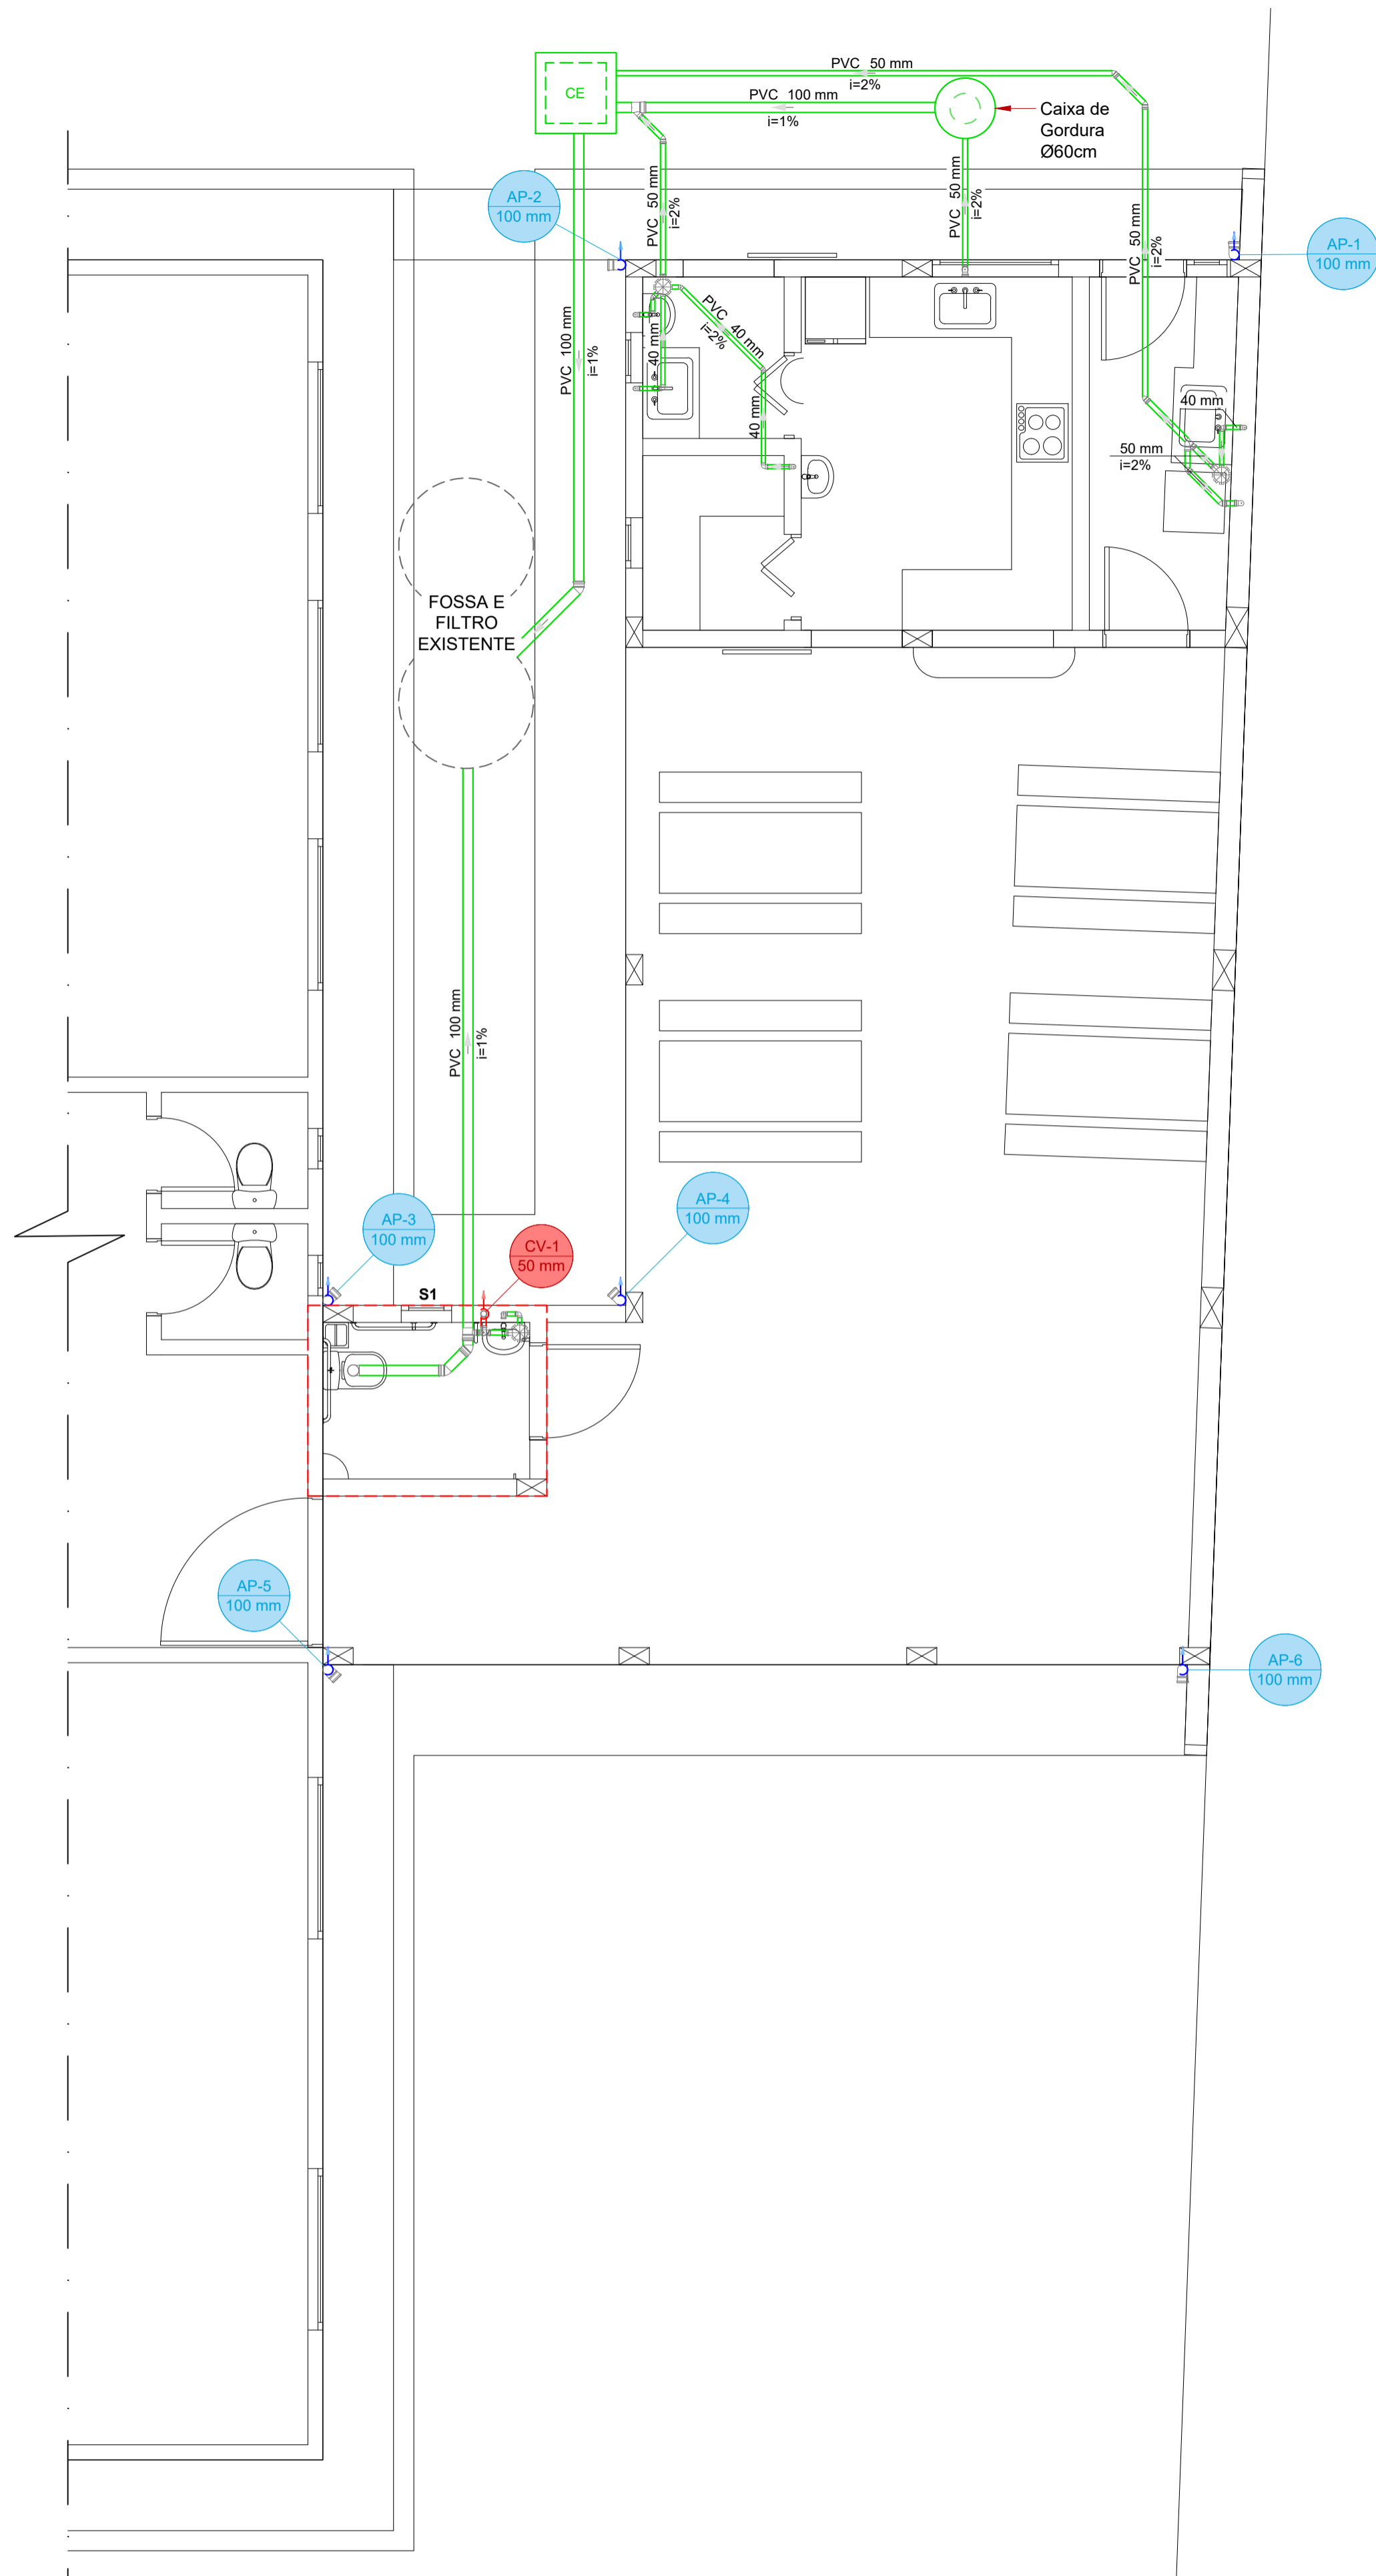 PVC 50 mm
i=2%
CE
PVC 100 mm
i=1%
Caixa de
Gordura
Ø60cm
AP-2
100 mm
PVC 50 mm
i=2%
PVC 50 mm
i=2%
PVC 50 mm
i=2%
AP-1
100 mm
PVC 100 mm
i=1%
40 mm
PVC 40 mm
i=2%
40 mm
40 mm
50 mm
i=2%
FOSSA E
FILTRO
EXISTENTE
PVC 100 mm
i=1%
AP-3
100 mm
AP-4
100 mm
CV-1
50 mm
S1
AP-5
100 mm
AP-6
100 mm